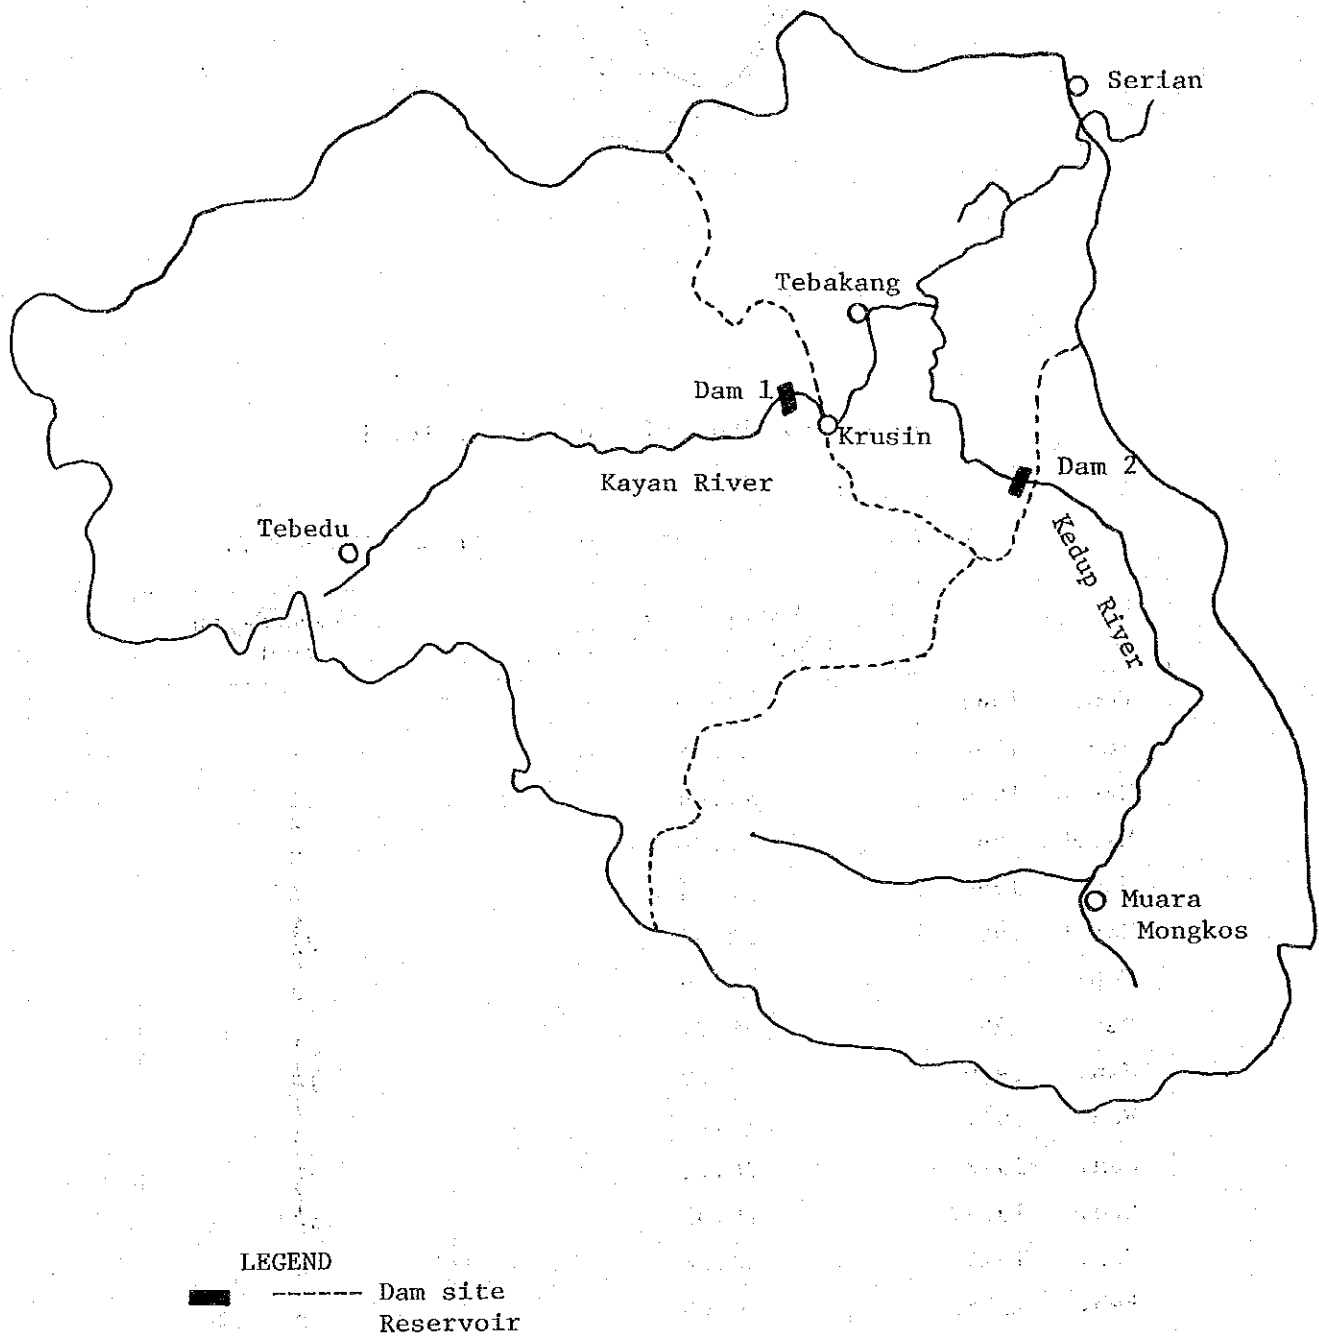 Serian
Tebakang
Dam 1
Krusin
Dam 2
Kayan River
Tebedu
Kedup River
Muara
Mongkos
LEGEND
Dam site
Reservoir